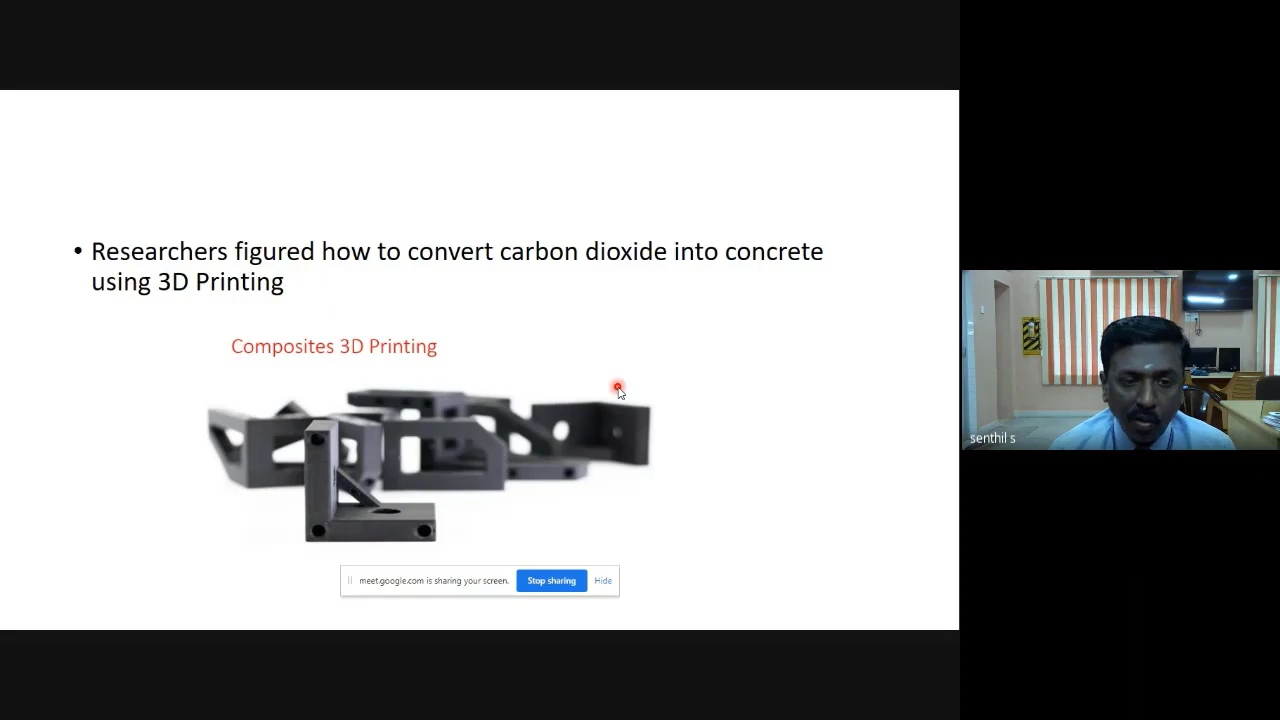 • Researchers figured how to convert carbon dioxide into concrete
using 3D Printing
Composites 3D Printing
meet.google.com is sharing your screen. Stop sharing Hide
senthil s